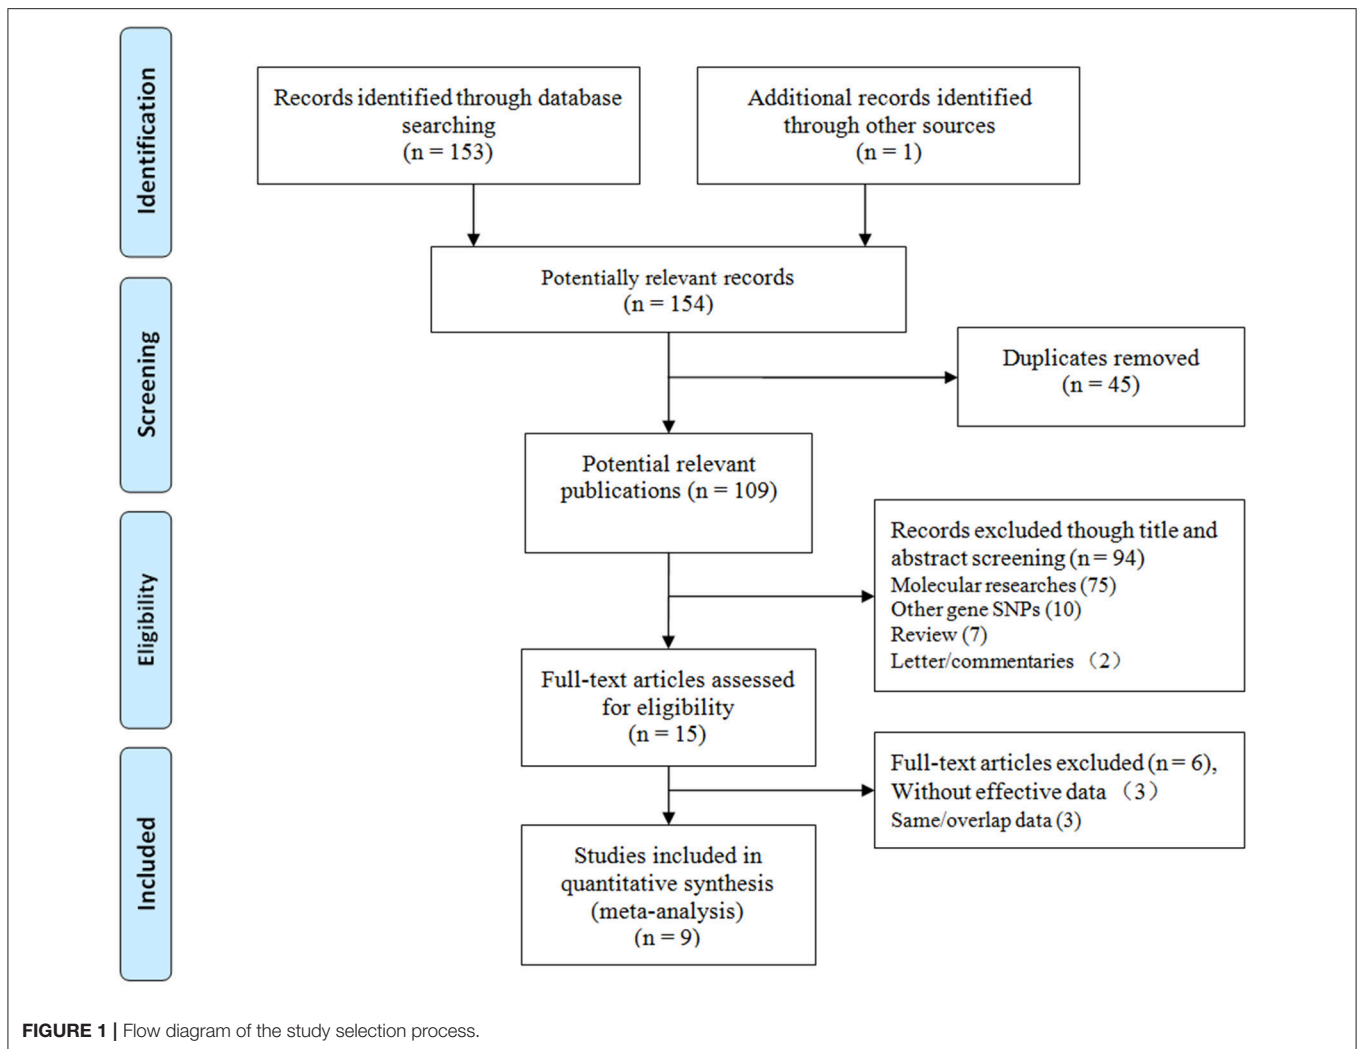 Identification
Records identified through database
searching
(n = 153)
Additional records identified
through other sources
(n = 1)
Potentially relevant records
(n = 154)
Screening
Duplicates removed
(n = 45)
Potential relevant
publications (n = 109)
Eligibility
Records excluded though title and
abstract screening (n = 94)
Molecular researches (75)
Other gene SNPs (10)
Review (7)
Letter/commentaries （2）
Full-text articles assessed
for eligibility
(n = 15)
Included
Full-text articles excluded (n = 6),
Without effective data （3）
Same/overlap data (3)
Studies included in
quantitative synthesis
(meta-analysis)
(n = 9)
FIGURE 1 | Flow diagram of the study selection process.